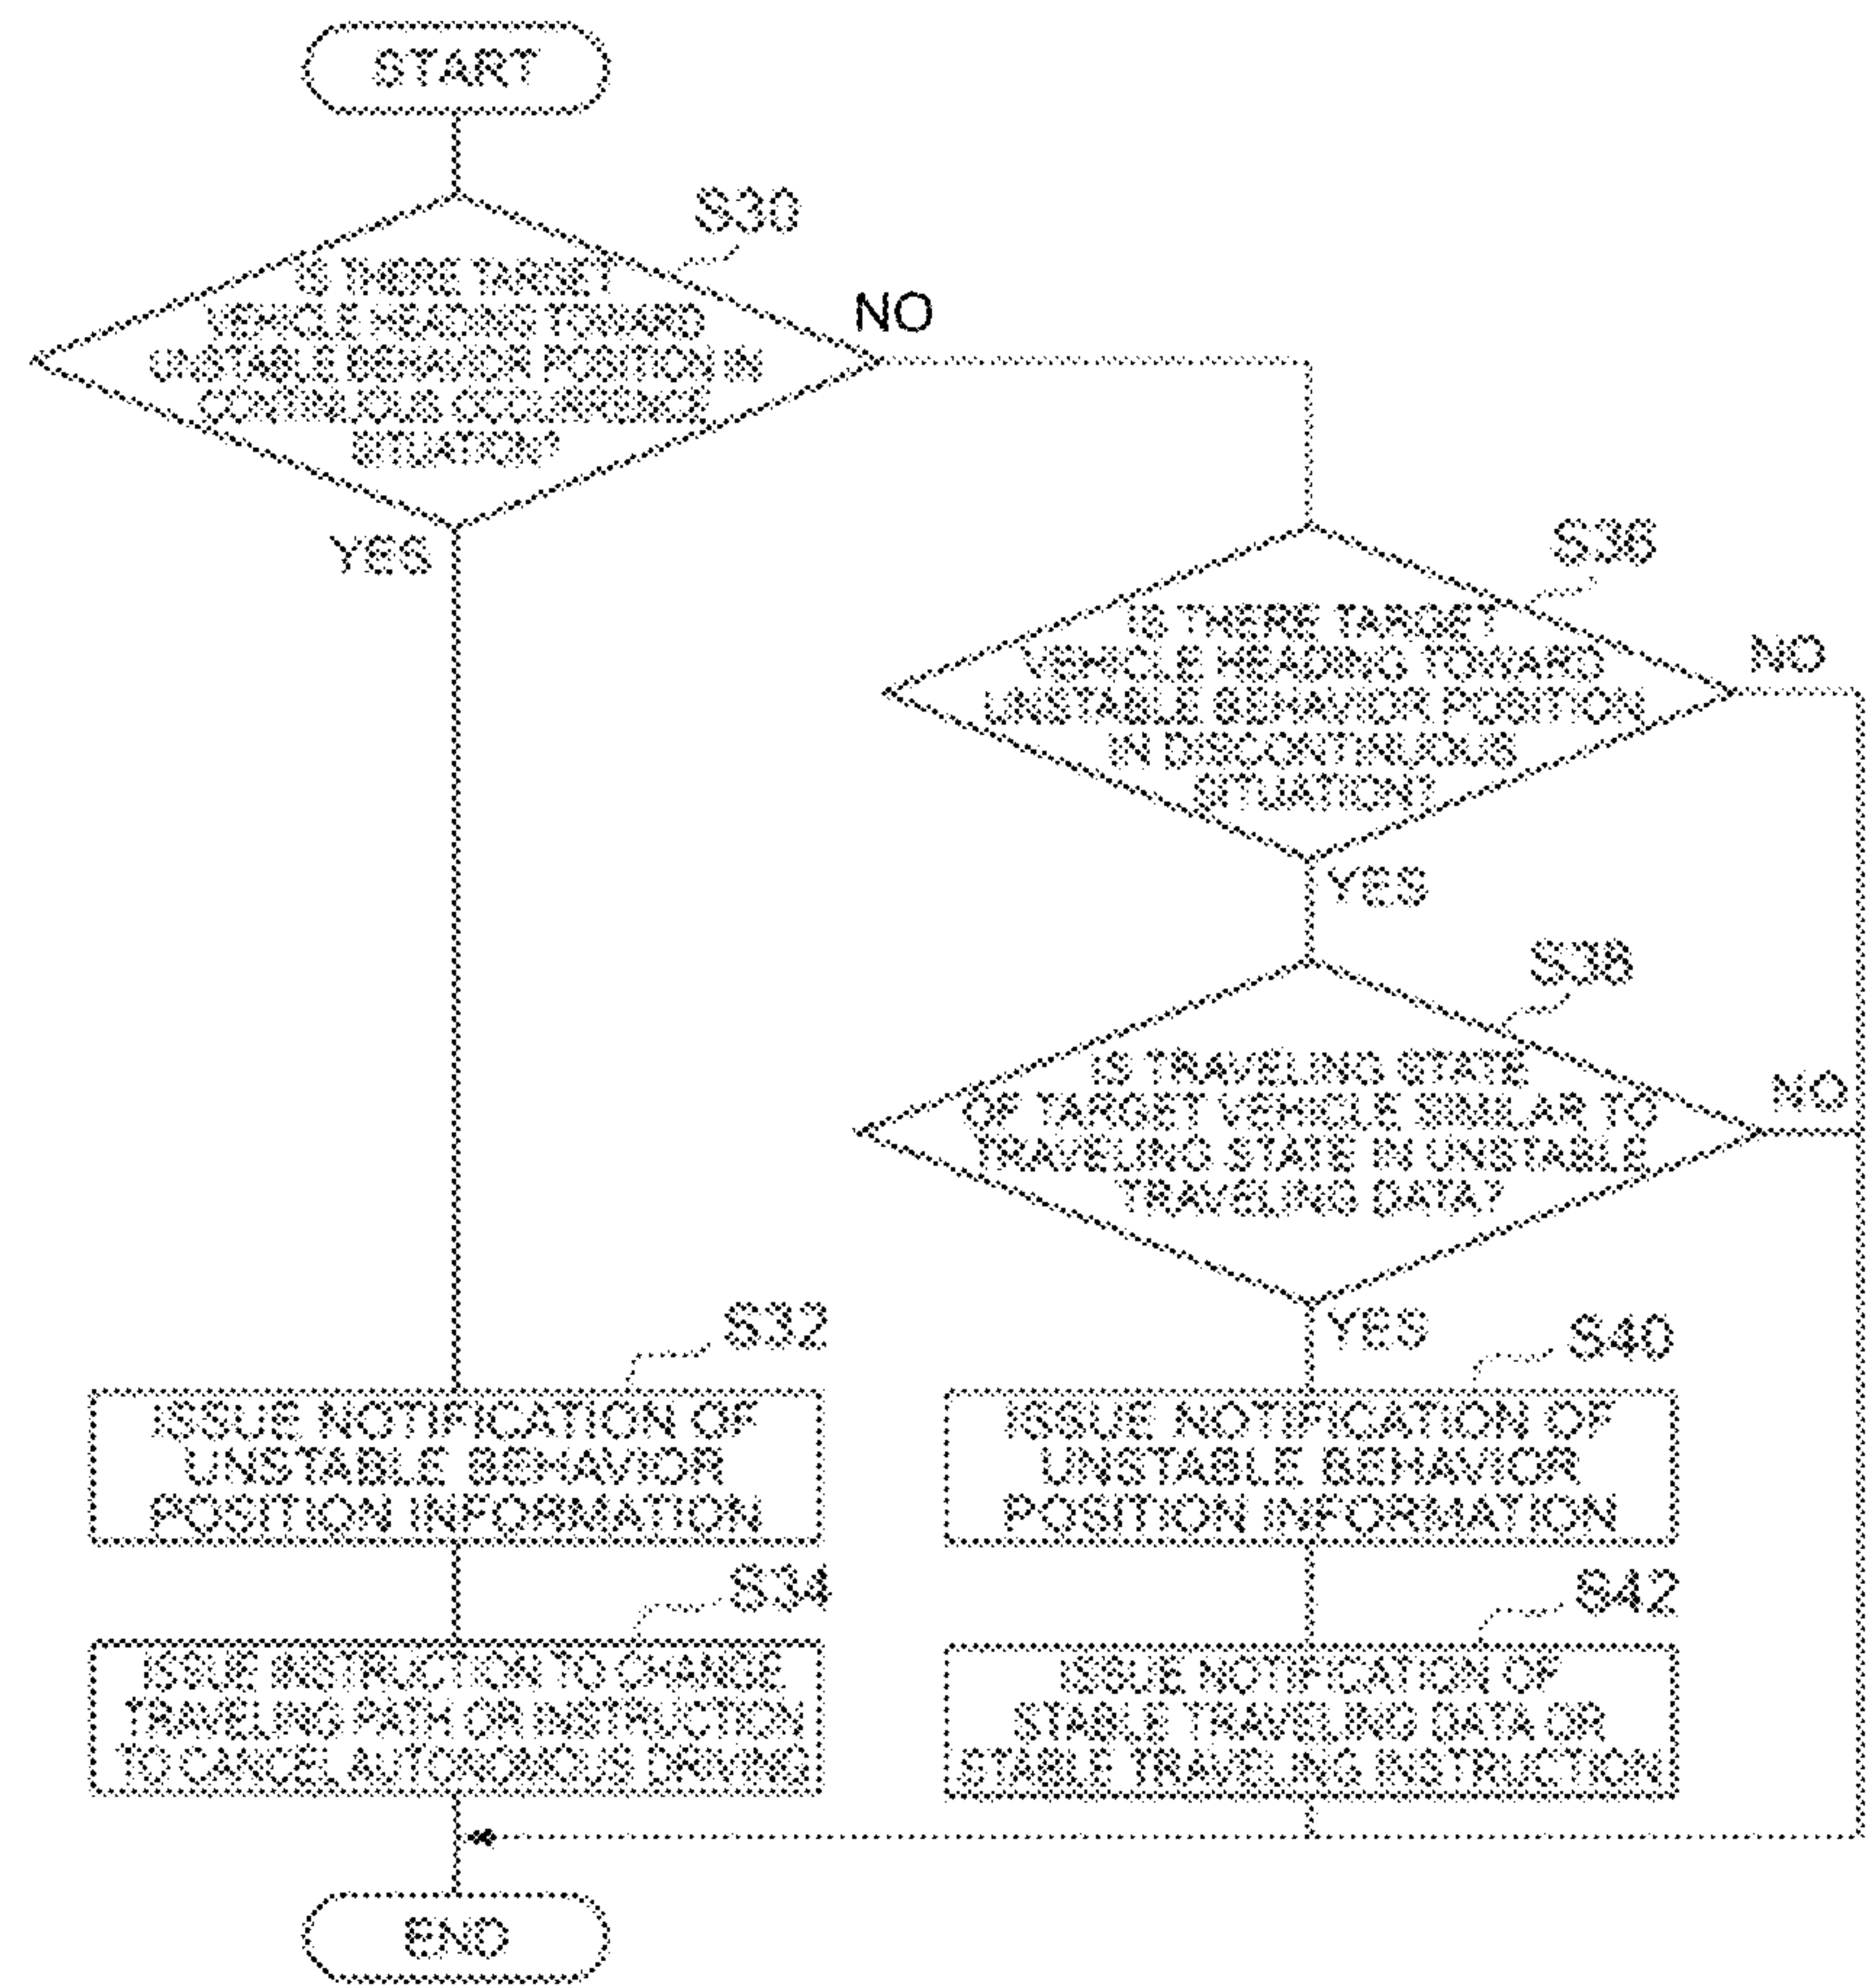 START
S30
IS THERE TARGET
VEHICLE HEADING TOWARD
UNSTABLE BEHAVIOR POSITION IN
CONTINUOUS OCCURRENCE
SITUATION?
NO
YES
S36
IS THERE TARGET
VEHICLE HEADING TOWARD
UNSTABLE BEHAVIOR POSITION
IN DISCONTINUOUS
SITUATION?
NO
YES
S38
IS TRAVELING STATE
OF TARGET VEHICLE SIMILAR TO
TRAVELING STATE IN UNSTABLE
TRAVELING DATA?
NO
YES
S32
ISSUE NOTIFICATION OF
UNSTABLE BEHAVIOR
POSITION INFORMATION
S40
ISSUE NOTIFICATION OF
UNSTABLE BEHAVIOR
POSITION INFORMATION
S34
ISSUE INSTRUCTION TO CHANGE
TRAVELING PATH OR INSTRUCTION
TO CANCEL AUTONOMOUS DRIVING
S42
ISSUE NOTIFICATION OF
STABLE TRAVELING DATA OR
STABLE TRAVELING INSTRUCTION
END